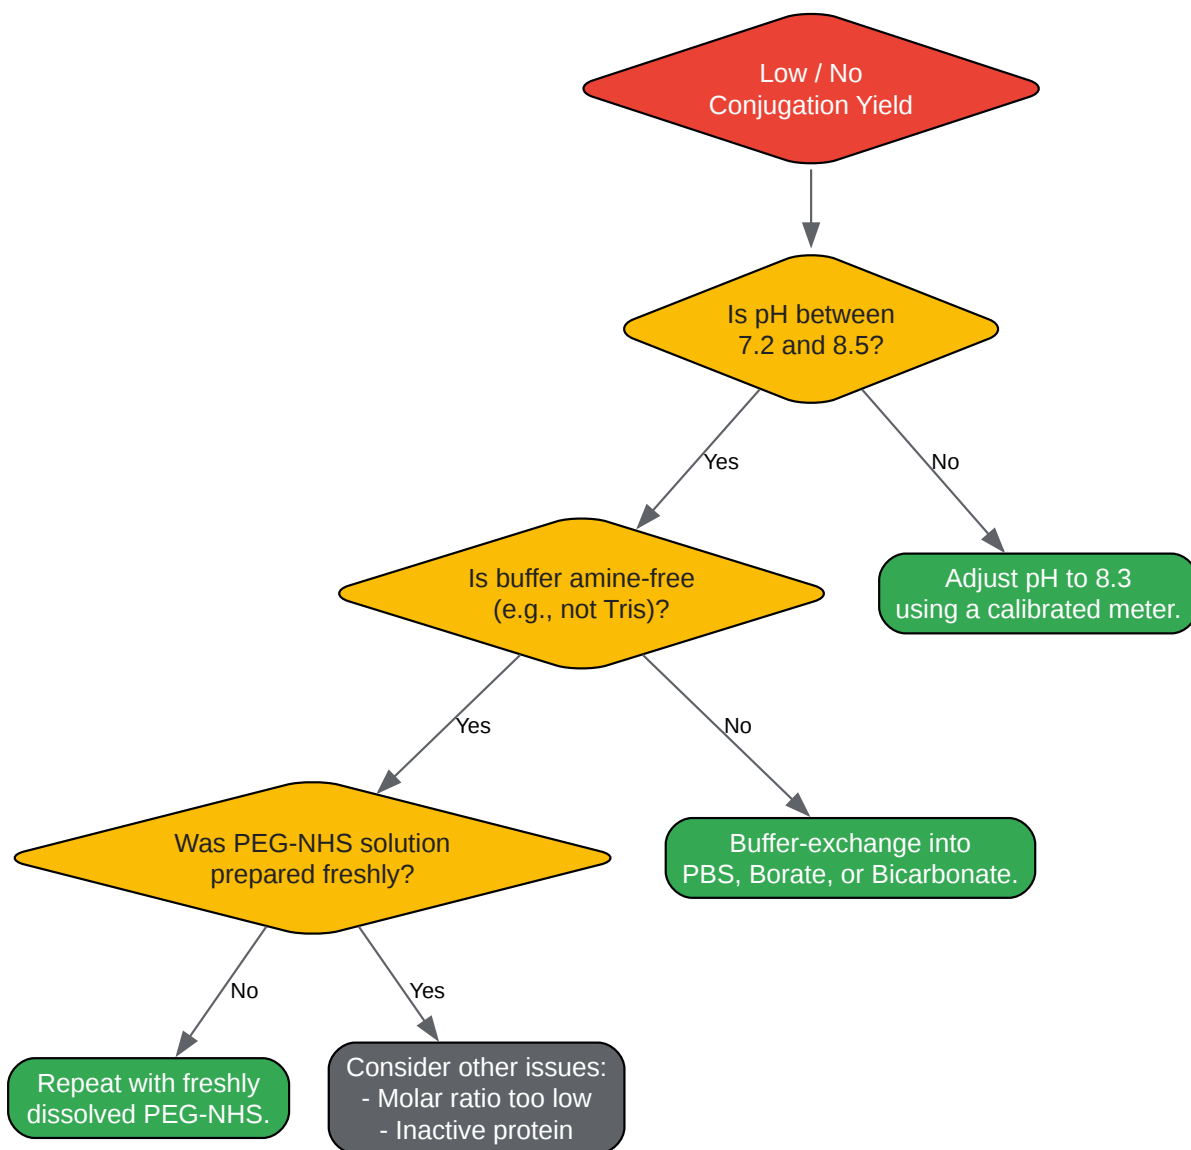 Low / No
Conjugation Yield
Is pH between
7.2 and 8.5?
Yes
No
Is buffer amine-free
(e.g., not Tris)?
Adjust pH to 8.3
using a calibrated meter.
Yes
No
Was PEG-NHS solution
prepared freshly?
Buffer-exchange into
PBS, Borate, or Bicarbonate.
No
Yes
Repeat with freshly
dissolved PEG-NHS.
Consider other issues:
- Molar ratio too low
- Inactive protein